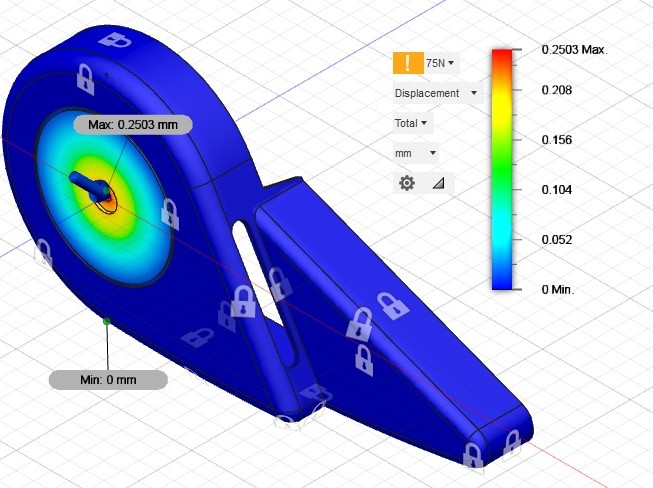 ! 75N
0.2503 Max.
Displacement
0.208
Max: 0.2503 mm
Total
0.156
mm
0.104
0.052
0 Min.
Min: 0 mm